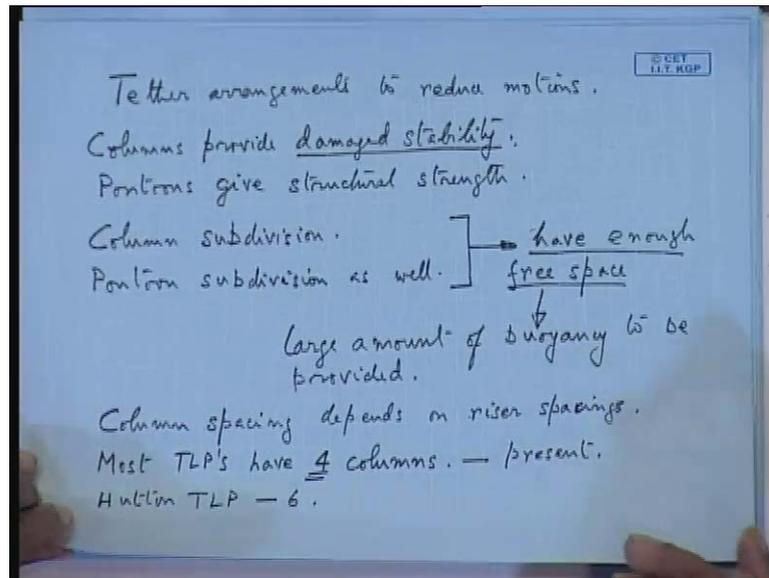 © CET
I.I.T. KGP
Tether arrangements to reduce motions.
Columns provide damaged stability.
Pontoons give structural strength.
Column subdivision.
Pontoon subdivision as well.
have enough
free space
Large amount of buoyancy to be
provided.
Column spacing depends on riser spacings.
Most TLP's have 4 columns. — present.
Hutton TLP — 6.